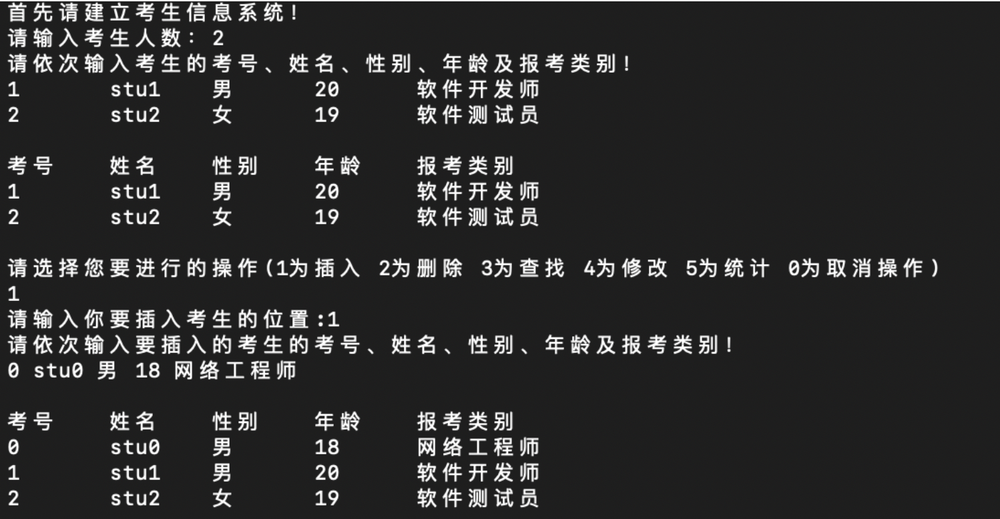 首先请建立考生信息系统!
请输入考生人数: 2
请依次输入考生的考号、姓名、性别、年龄及报考类别!
1 stu1 男 20 软件开发师
2 stu2 女 19 软件测试员
考号 姓名 性别 年龄 报考类别
1 stu1 男 20 软件开发师
2 stu2 女 19 软件测试员
请选择您要进行的操作(1为插入 2为删除 3为查找 4为修改 5为统计 0为取消操作)
1
请输入你要插入考生的位置:1
请依次输入要插入的考生的考号、姓名、性别、年龄及报考类别!
0 stu0 男 18 网络工程师
考号 姓名 性别 年龄 报考类别
0 stu0 男 18 网络工程师
1 stu1 男 20 软件开发师
2 stu2 女 19 软件测试员